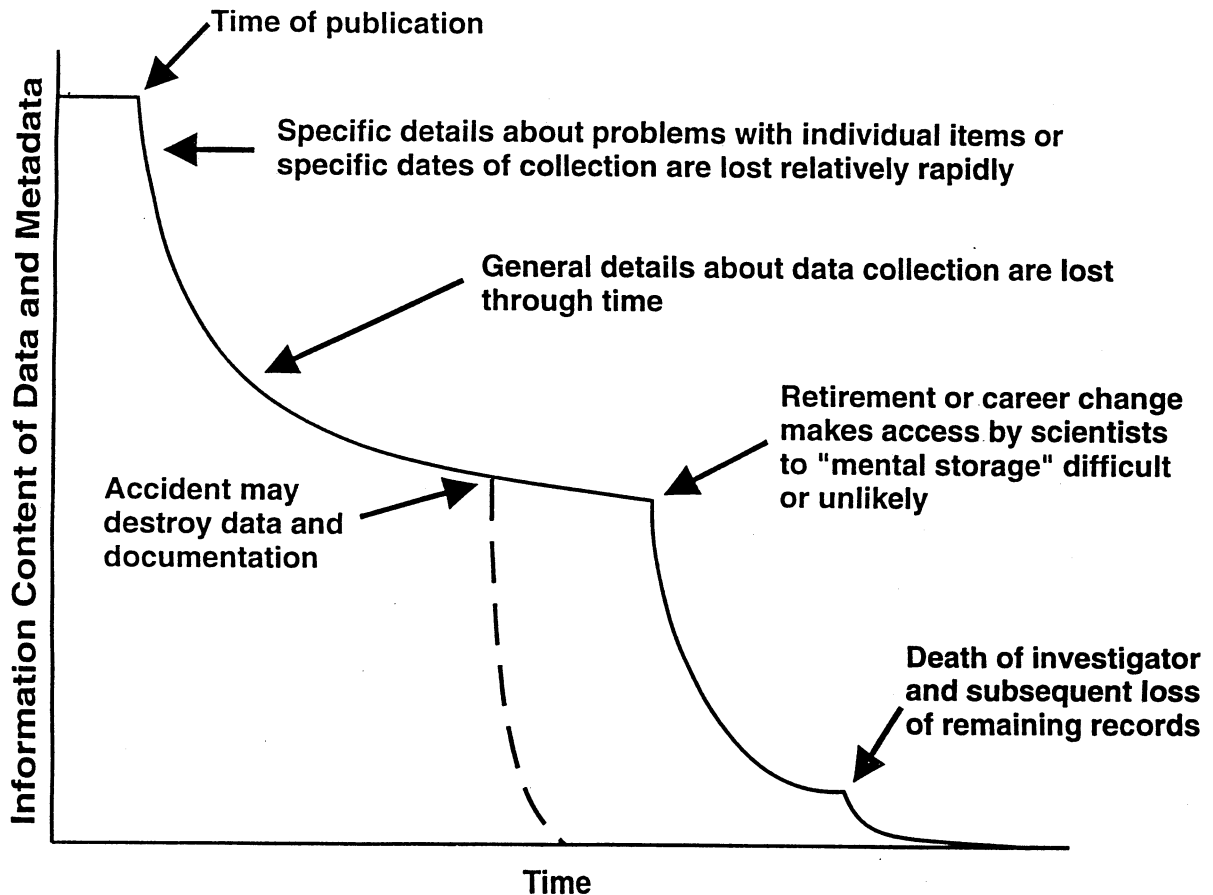 Time of publication
Information Content of Data and Metadata
Specific details about problems with individual items or
specific dates of collection are lost relatively rapidly
General details about data collection are lost
through time
Retirement or career change
makes access by scientists
to "mental storage" difficult
or unlikely
Accident may
destroy data and
documentation
Death of investigator
and subsequent loss
of remaining records
Time